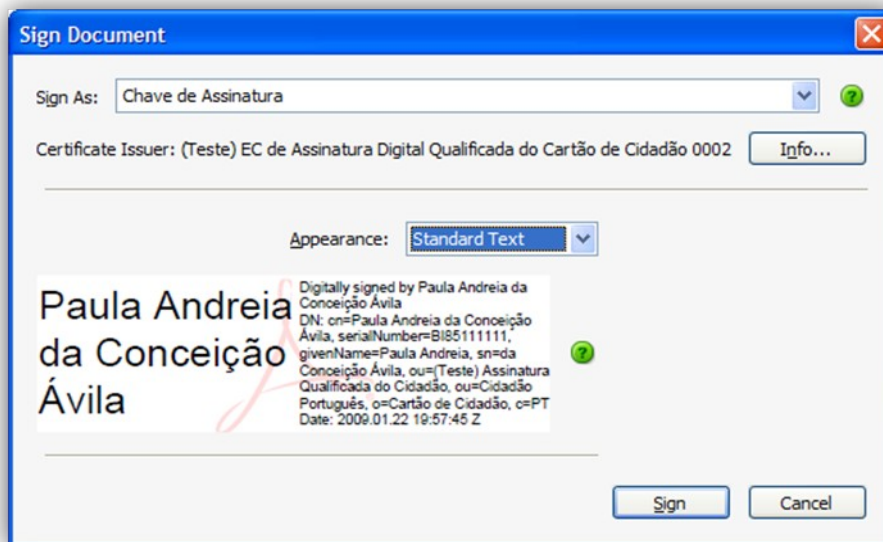 Sign Document
Sign As: Chave de Assinatura
Certificate Issuer: (Teste) EC de Assinatura Digital Qualificada do Cartão de Cidadão 0002 Info...
Appearance: Standard Text
Paula Andreia
da Conceição
Ávila
Digitally signed by Paula Andreia da
Conceição Ávila
DN: cn=Paula Andreia da Conceição
Ávila, serialNumber=BI85111111,
givenName=Paula Andreia, sn=da
Conceição Ávila, ou=(Teste) Assinatura
Qualificada do Cidadão, ou=Cidadão
Português, o=Cartão de Cidadão, c=PT
Date: 2009.01.22 19:57:45 Z
Sign Cancel